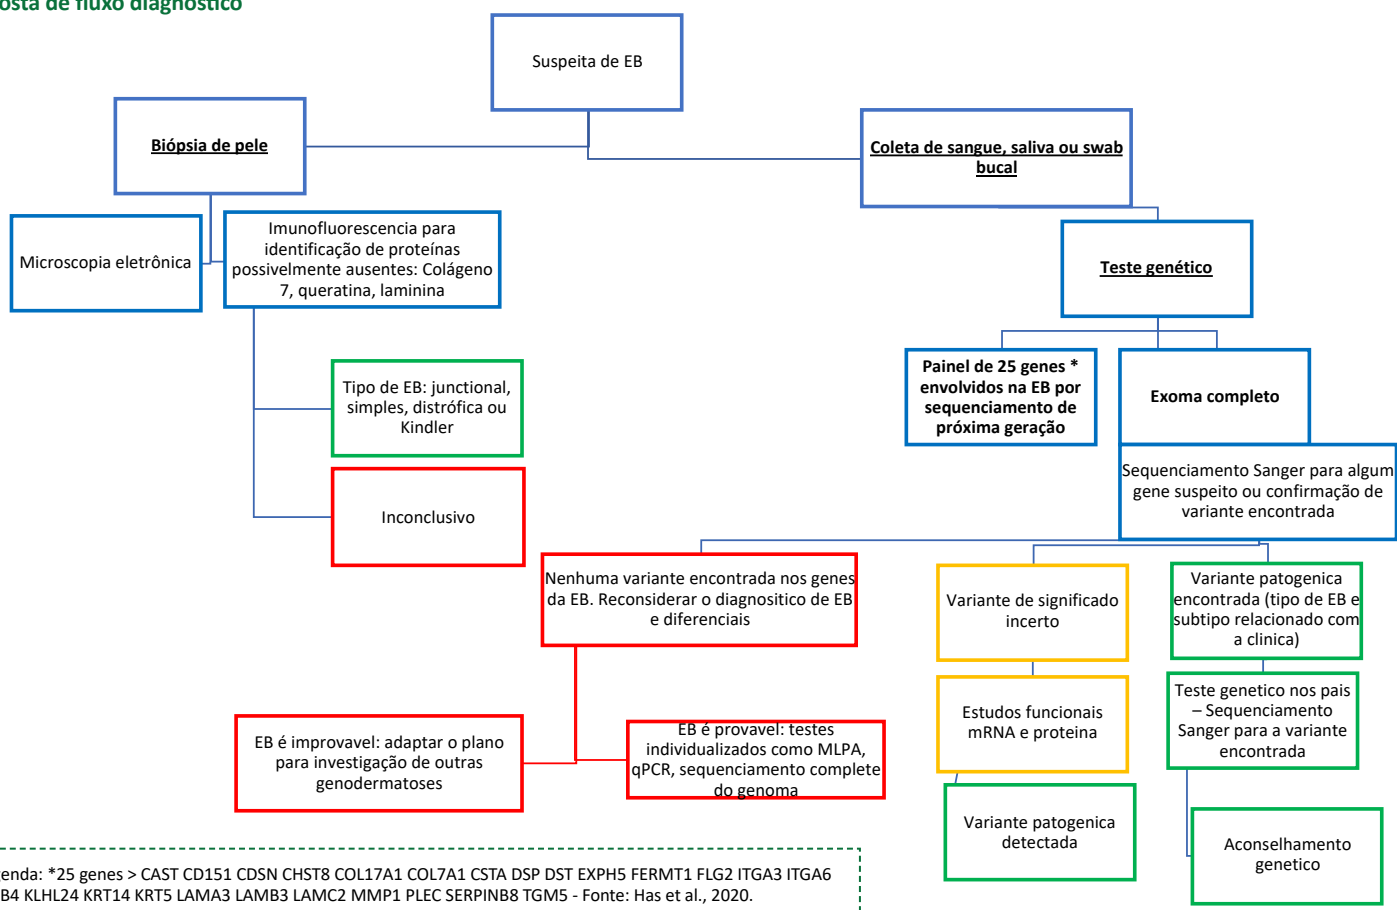 osta de fluxo diagnóstico
Suspeita de EB
Biópsia de pele
Coleta de sangue, saliva ou swab
bucal
Microscopia eletrônica
Imunofluorescencia para
identificação de proteínas
possivelmente ausentes: Colágeno
7, queratina, laminina
Teste genético
Tipo de EB: junctional,
simples, distrófica ou
Kindler
Inconclusivo
Painel de 25 genes *
envolvidos na EB por
sequenciamento de
próxima geração
Exoma completo
Sequenciamento Sanger para algum
gene suspeito ou confirmação de
variante encontrada
Nenhuma variante encontrada nos genes
da EB. Reconsiderar o diagnositico de EB
e diferenciais
Variante de significado
incerto
Variante patogenica
encontrada (tipo de EB e
subtipo relacionado com
a clinica)
EB é improvavel: adaptar o plano
para investigação de outras
genodermatoses
EB é provavel: testes
individualizados como MLPA,
qPCR, sequenciamento complete
do genoma
Estudos funcionais
mRNA e proteina
Teste genetico nos pais
– Sequenciamento
Sanger para a variante
encontrada
Variante patogenica
detectada
Aconselhamento
genetico
genda: *25 genes > CAST CD151 CDSN CHST8 COL17A1 COL7A1 CSTA DSP DST EXPH5 FERMT1 FLG2 ITGA3 ITGA6
B4 KLHL24 KRT14 KRT5 LAMA3 LAMB3 LAMC2 MMP1 PLEC SERPINB8 TGM5 - Fonte: Has et al., 2020.